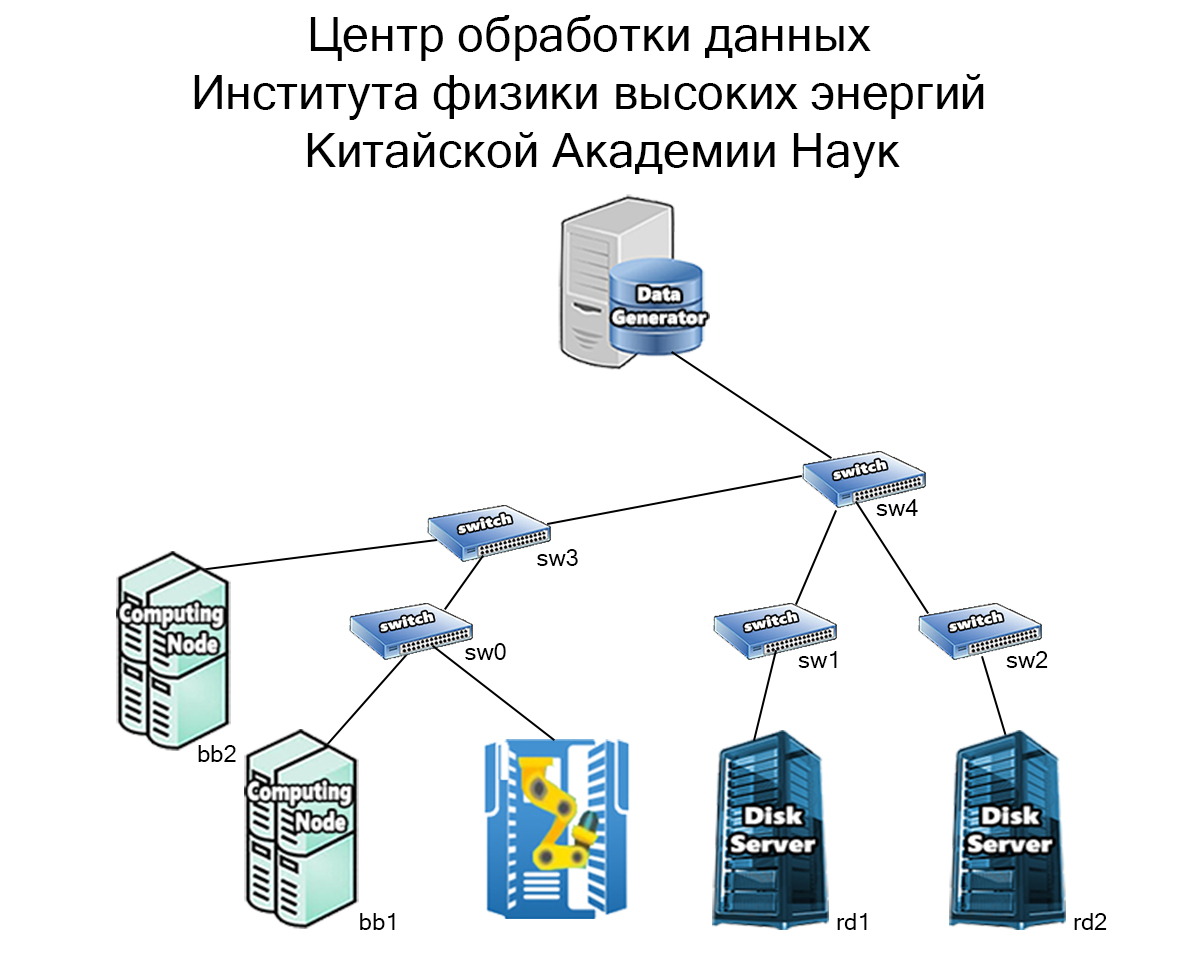 Центр обработки данных
Института физики высоких энергий
Китайской Академии Наук
Data
Generator
switch
sw4
switch
sw3
Computing
Node
bb2
switch
sw0
switch
sw1
switch
sw2
Computing
Node
bb1
Disk
Server
rd1
Disk
Server
rd2